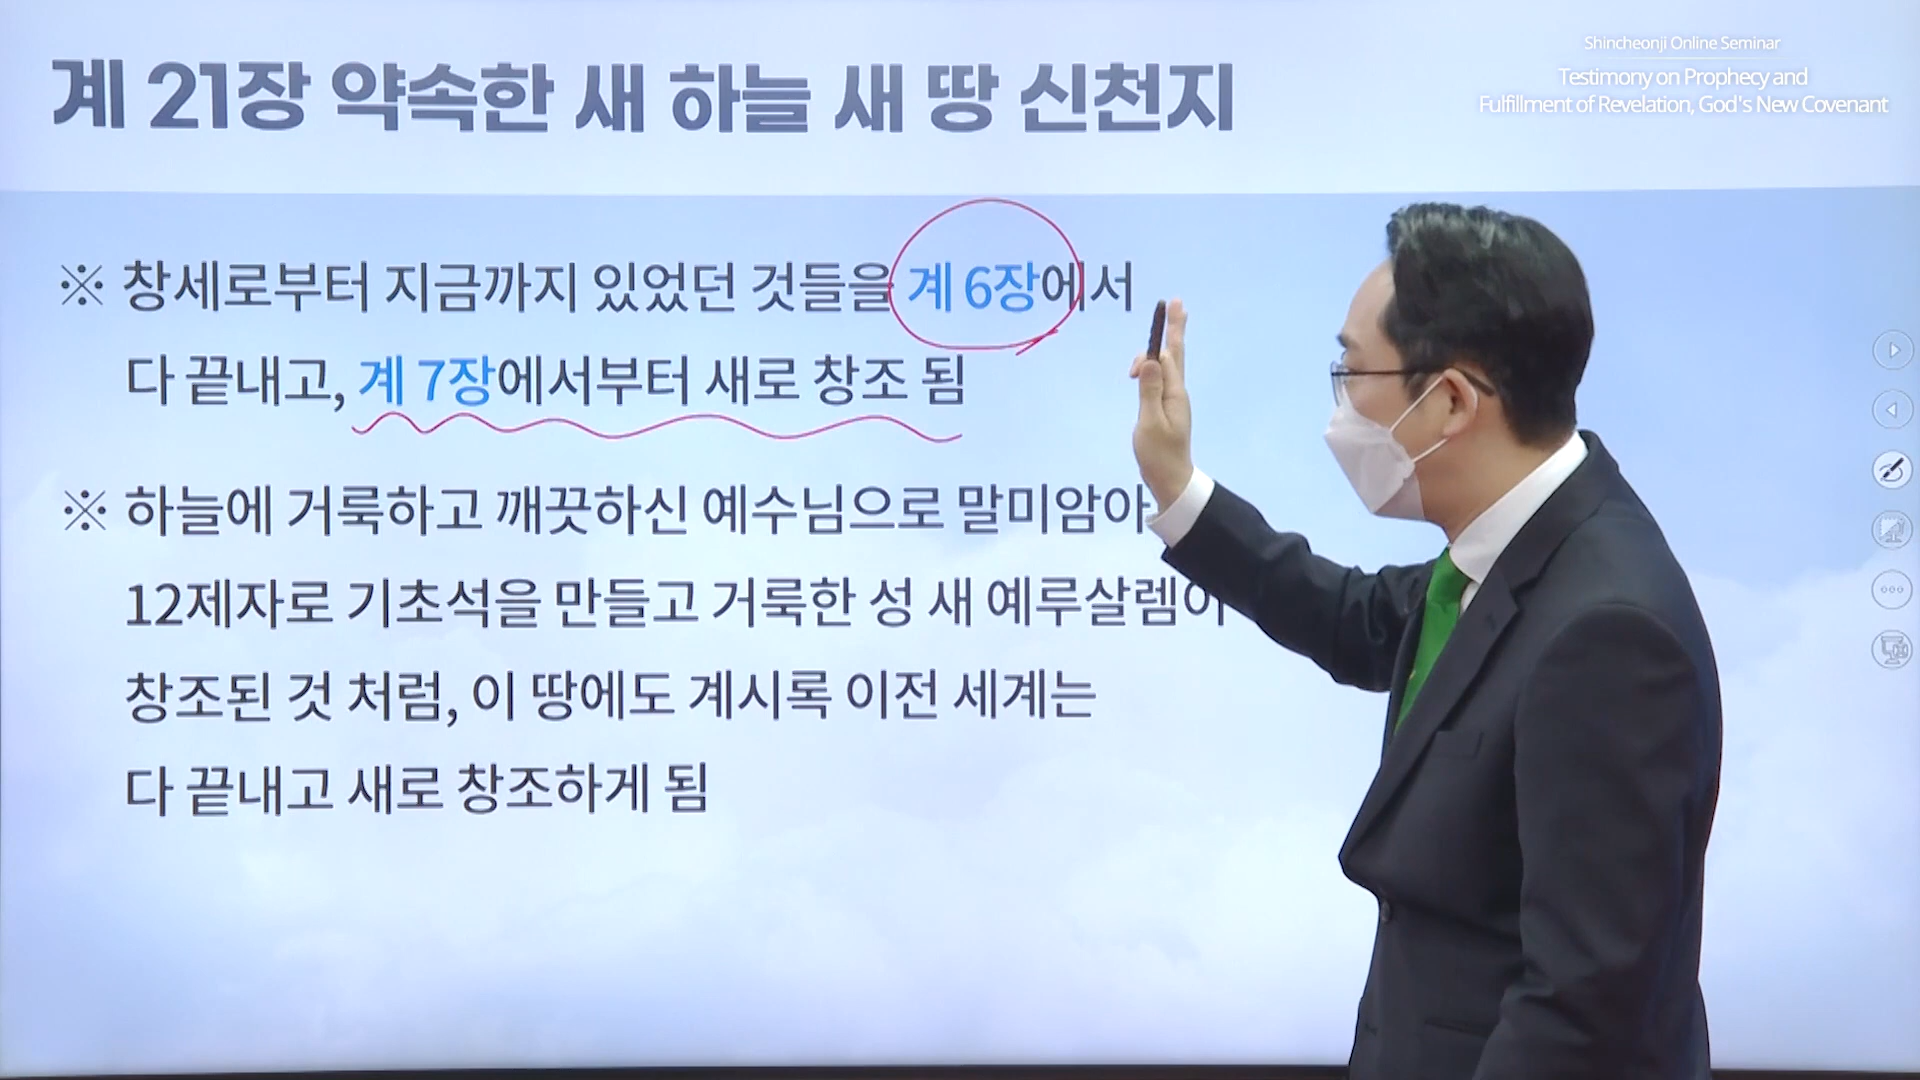 계 21장 약속한 새 하늘 새 땅 신천지
Shincheonji Online Seminar
Testimony on Prophecy and
Fulfillment of Revelation, God's New Covenant
※ 창세로부터 지금까지 있었던 것들을 계 6장에서
다 끝내고, 계 7장에서부터 새로 창조 됨
※ 하늘에 거룩하고 깨끗하신 예수님으로 말미암아
12제자로 기초석을 만들고 거룩한 성 새 예루살렘이
창조된 것 처럼, 이 땅에도 계시록 이전 세계는
다 끝내고 새로 창조하게 됨